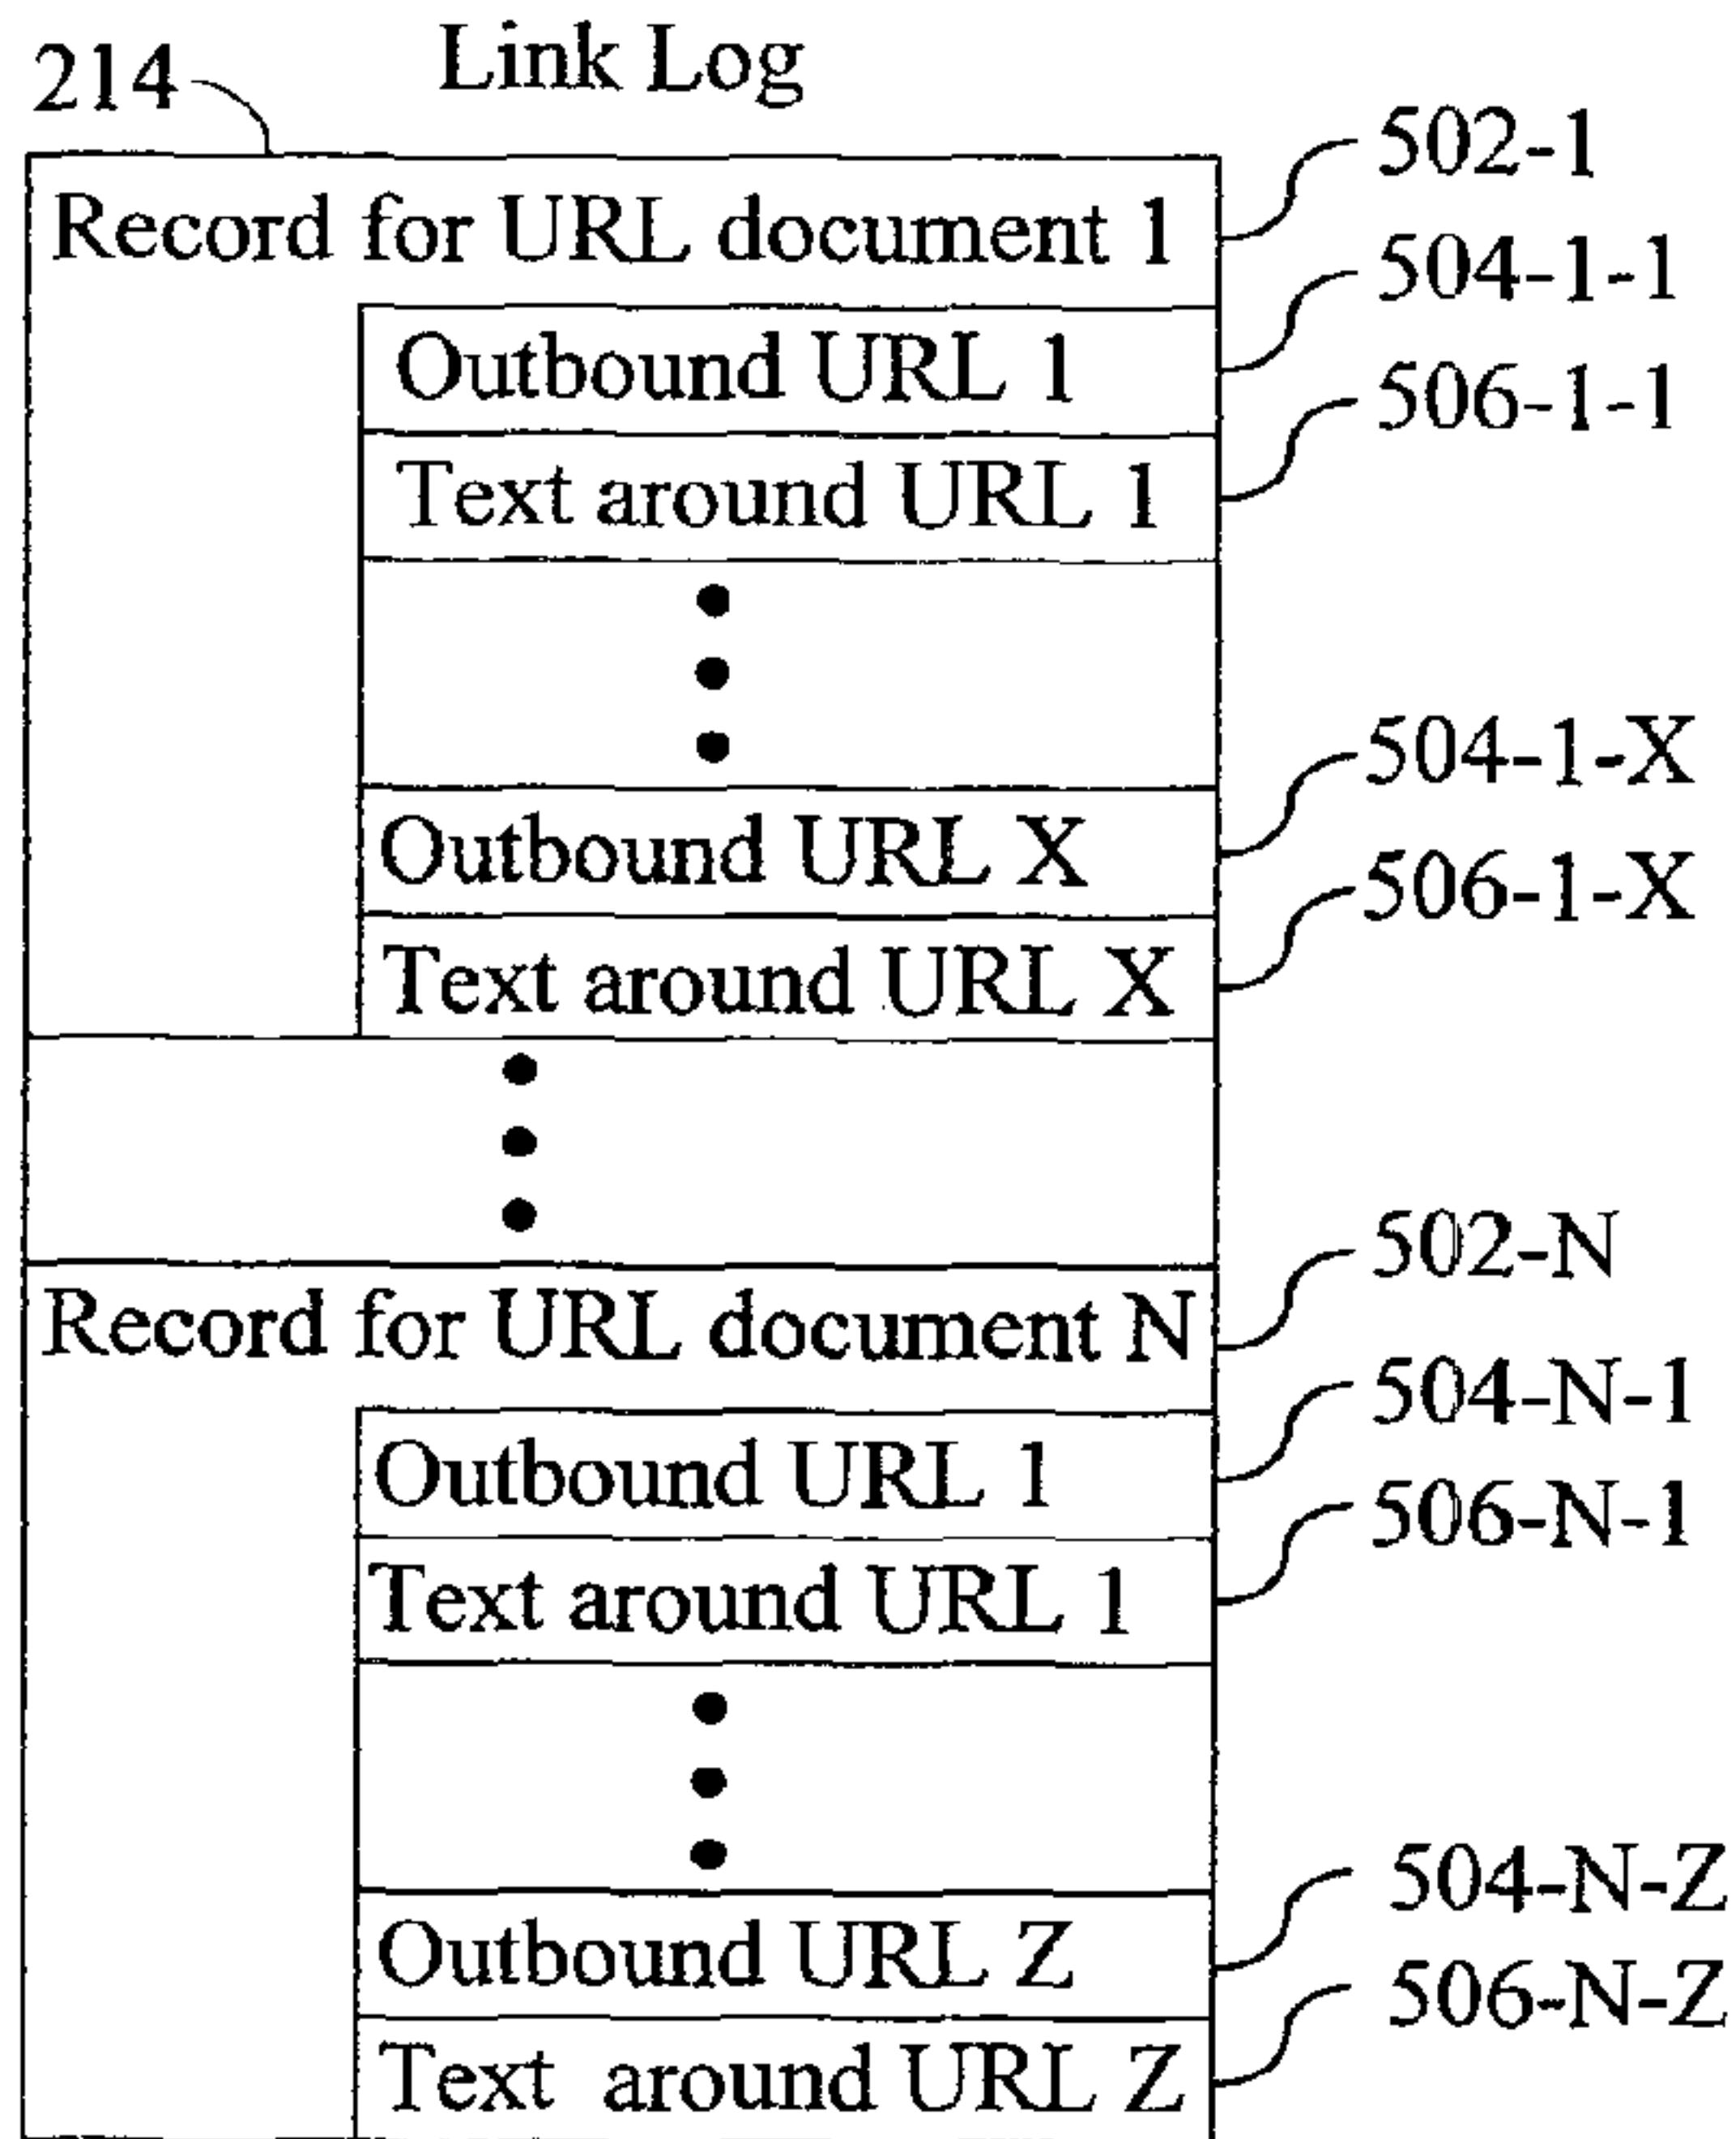 Link Log
214
Record for URL document 1
502-1
Outbound URL 1
504-1-1
Text around URL 1
506-1-1
Outbound URL X
504-1-X
Text around URL X
506-1-X
Record for URL document N
502-N
Outbound URL 1
504-N-1
Text around URL 1
506-N-1
Outbound URL Z
504-N-Z
Text around URL Z
506-N-Z